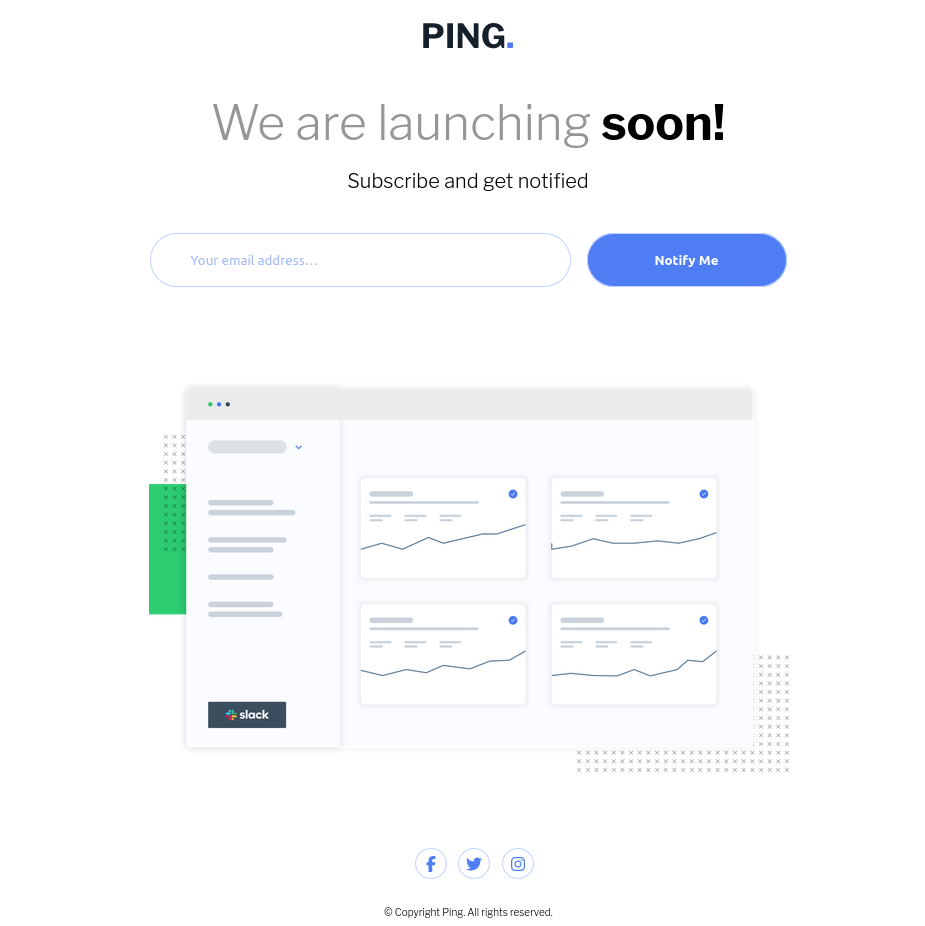 PING.
We are launching soon!
Subscribe and get notified
Your email address...
Notify Me
slack
© Copyright Ping. All rights reserved.